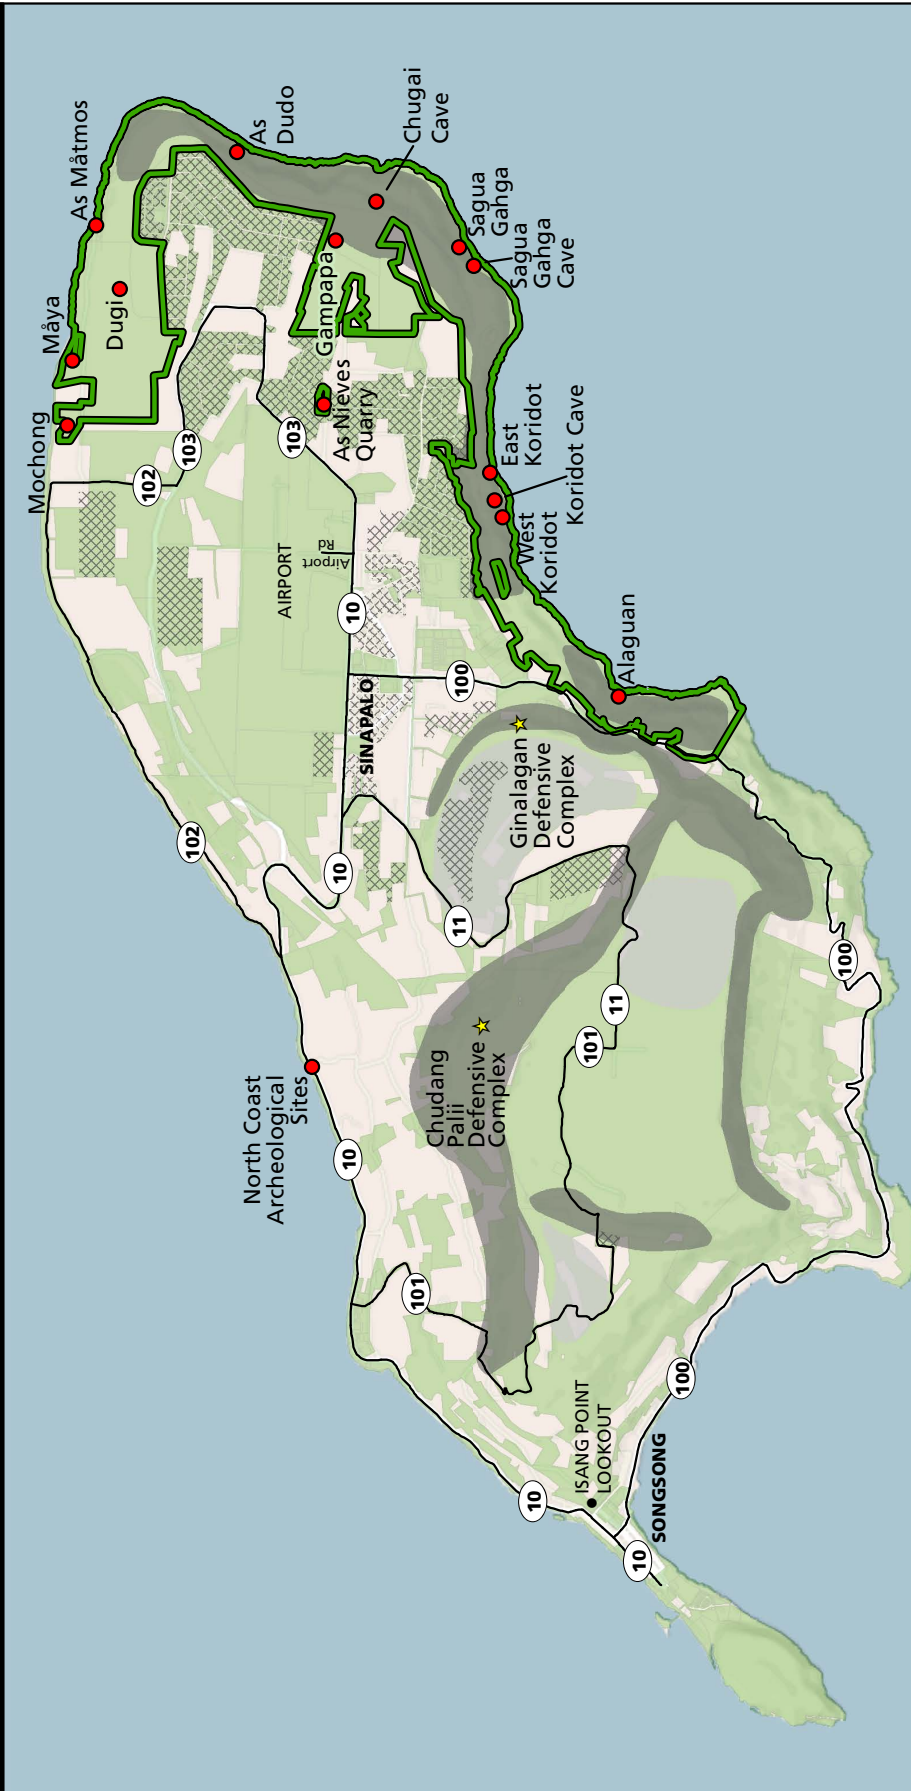 Mochong
Måya
As Måtmos
Dugi
As
Dudo
Chugai
Cave
Sagua
Gahga
Sagua
Gahga
Cave
Gampapa
As Nieves
Quarry
East
Koridot
Koridot Cave
West
Koridot
Alaguan
102
103
103
AIRPORT
Airport
Rd
10
SINAPALO
100
Ginalagan
Defensive
Complex
102
10
11
100
11
101
Chudang
Palii
Defensive
Complex
North Coast
Archeological
Sites
10
101
100
ISANG POINT
LOOKOUT
SONGSONG
10
10